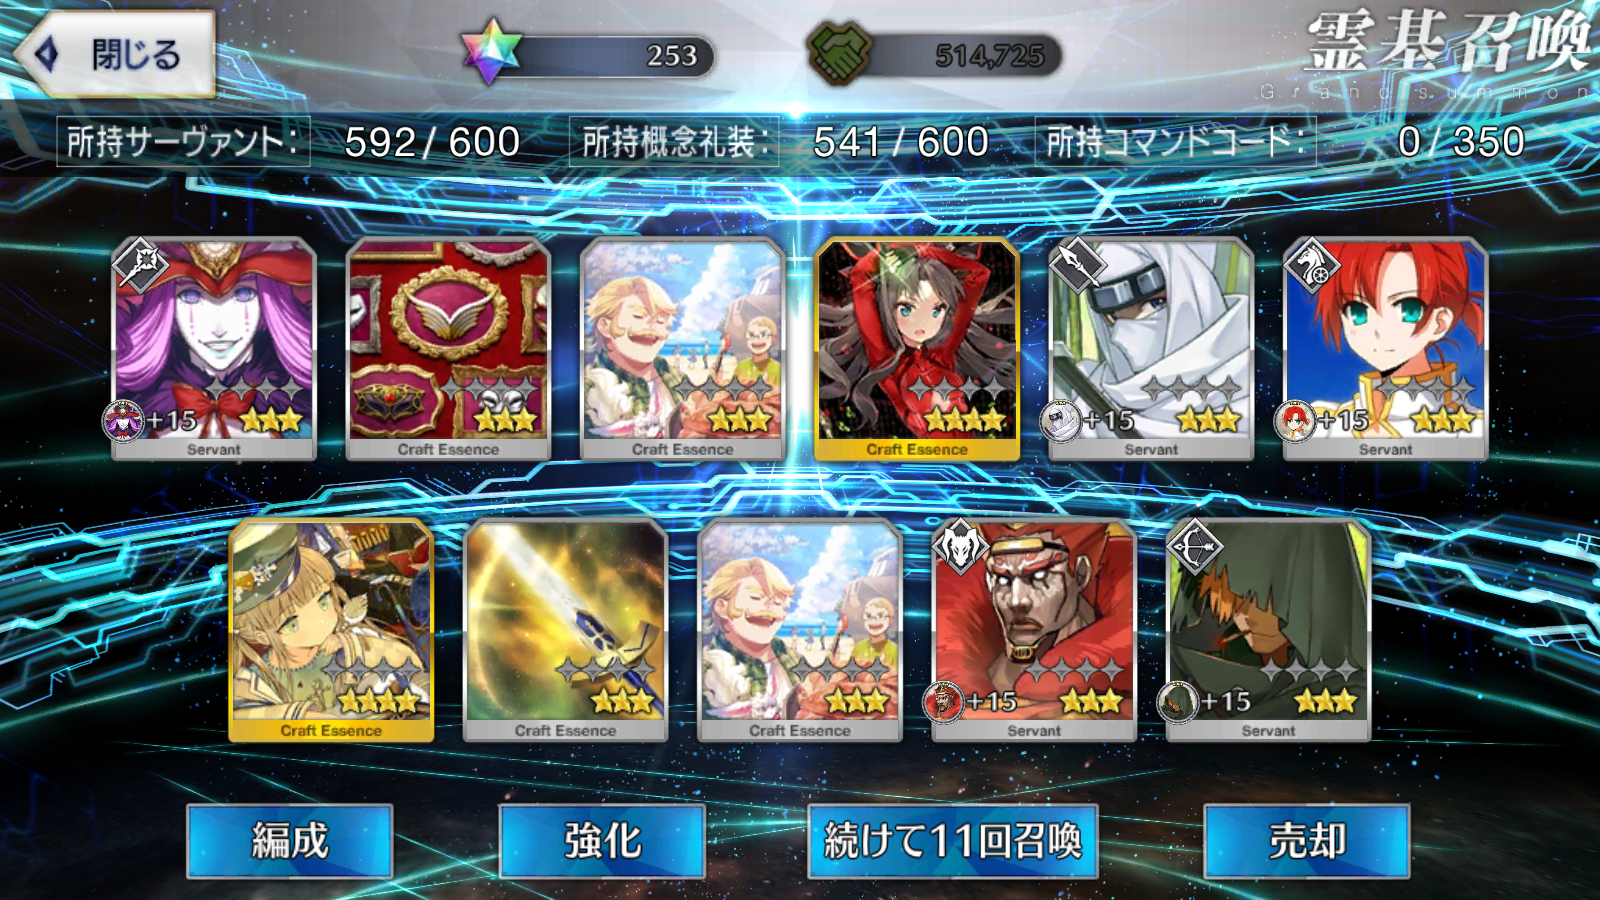 閉じる
253
514,725
霊基召喚
Grand summon
所持サーヴァント: 592 / 600
所持概念礼装: 541 / 600
所持コマンドコード: 0 / 350
+15
+15
+15
Servant
Craft Essence
Craft Essence
Craft Essence
Servant
Servant
+15
+15
Craft Essence
Craft Essence
Craft Essence
Servant
Servant
編成
強化
続けて11回召喚
売却